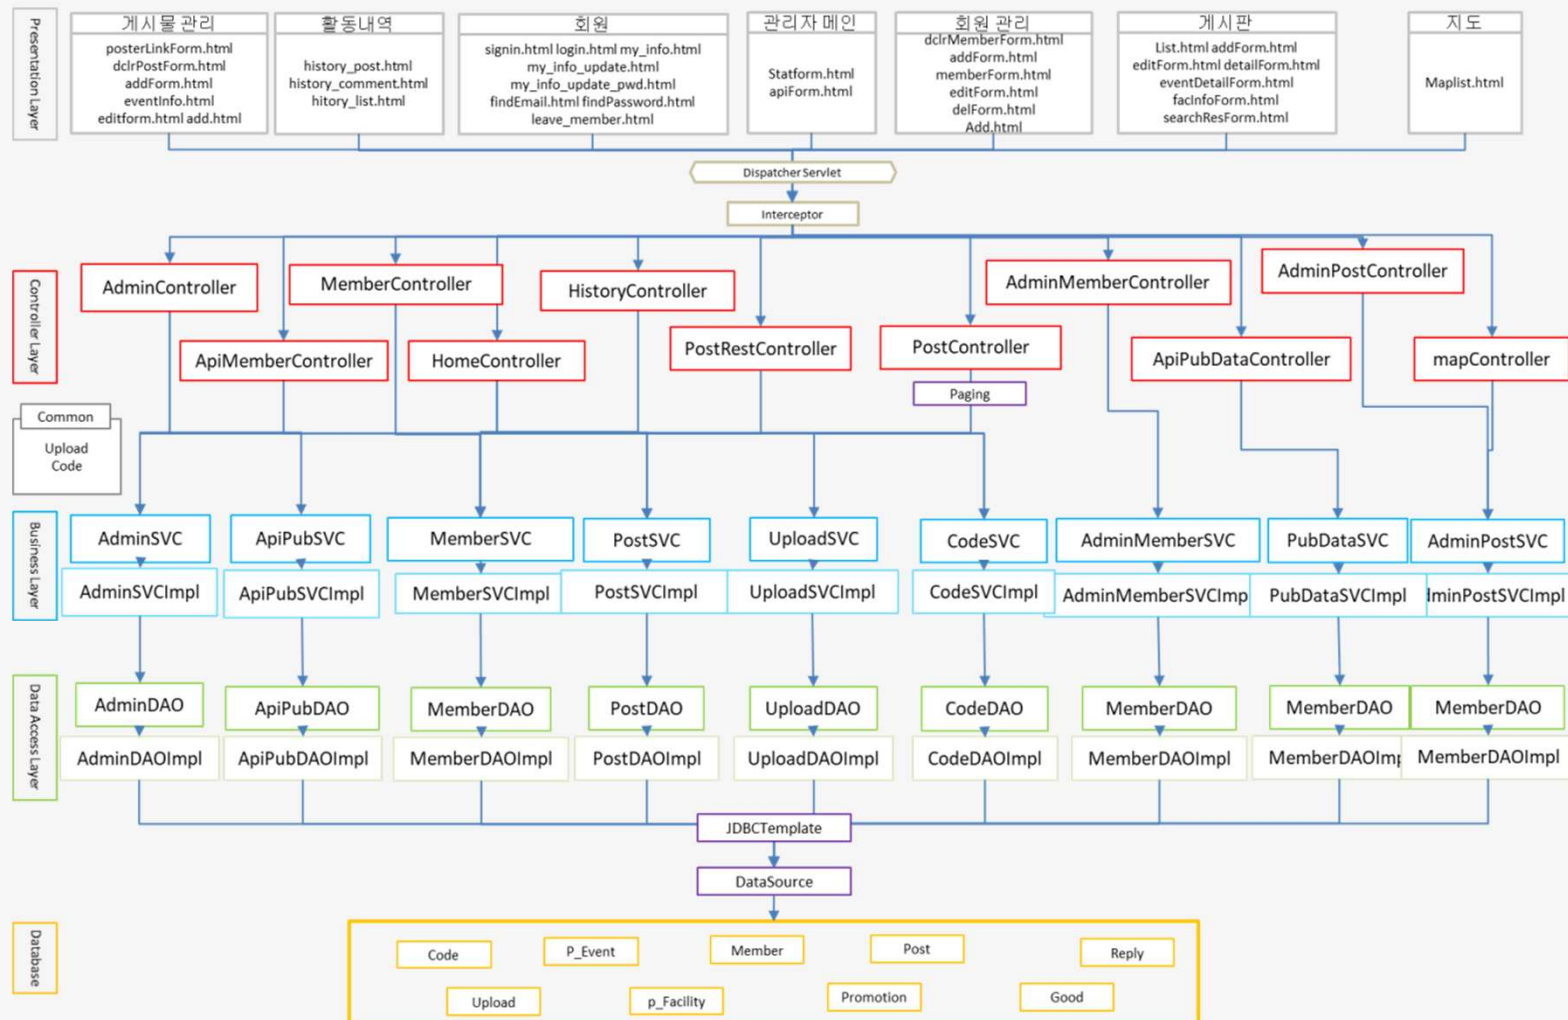 Presentation Layer
게시물 관리
posterLinkForm.html
dclrPostForm.html
addForm.html
eventInfo.html
editform.html add.html
활동내역
history_post.html
history_comment.html
hitory_list.html
회원
signin.html login.html my_info.html
my_info_update.html
my_info_update_pwd.html
findEmail.html findPassword.html
leave_member.html
관리자 메인
Statform.html
apiForm.html
회원 관리
dclrMemberForm.html
addForm.html
memberForm.html
editForm.html
delForm.html
Add.html
게시판
List.html addForm.html
editForm.html detailForm.html
eventDetailForm.html
facInfoForm.html
searchResForm.html
지도
Maplist.html
Dispatcher Servlet
Interceptor
Controller Layer
AdminController
MemberController
HistoryController
AdminMemberController
AdminPostController
ApiMemberController
HomeController
PostRestController
PostController
ApiPubDataController
mapController
Paging
Common
Upload
Code
Business Layer
AdminSVC
ApiPubSVC
MemberSVC
PostSVC
UploadSVC
CodeSVC
AdminMemberSVC
PubDataSVC
AdminPostSVC
AdminSVCImpl
ApiPubSVCImpl
MemberSVCImpl
PostSVCImpl
UploadSVCImpl
CodeSVCImpl
AdminMemberSVCImpl
PubDataSVCImpl
dminPostSVCImpl
Data Access Layer
AdminDAO
ApiPubDAO
MemberDAO
PostDAO
UploadDAO
CodeDAO
MemberDAO
MemberDAO
MemberDAO
AdminDAOImpl
ApiPubDAOImpl
MemberDAOImpl
PostDAOImpl
UploadDAOImpl
CodeDAOImpl
MemberDAOImpl
MemberDAOImp
MemberDAOImpl
JDBCTemplate
DataSource
Database
Code
P_Event
Member
Post
Reply
Upload
p_Facility
Promotion
Good